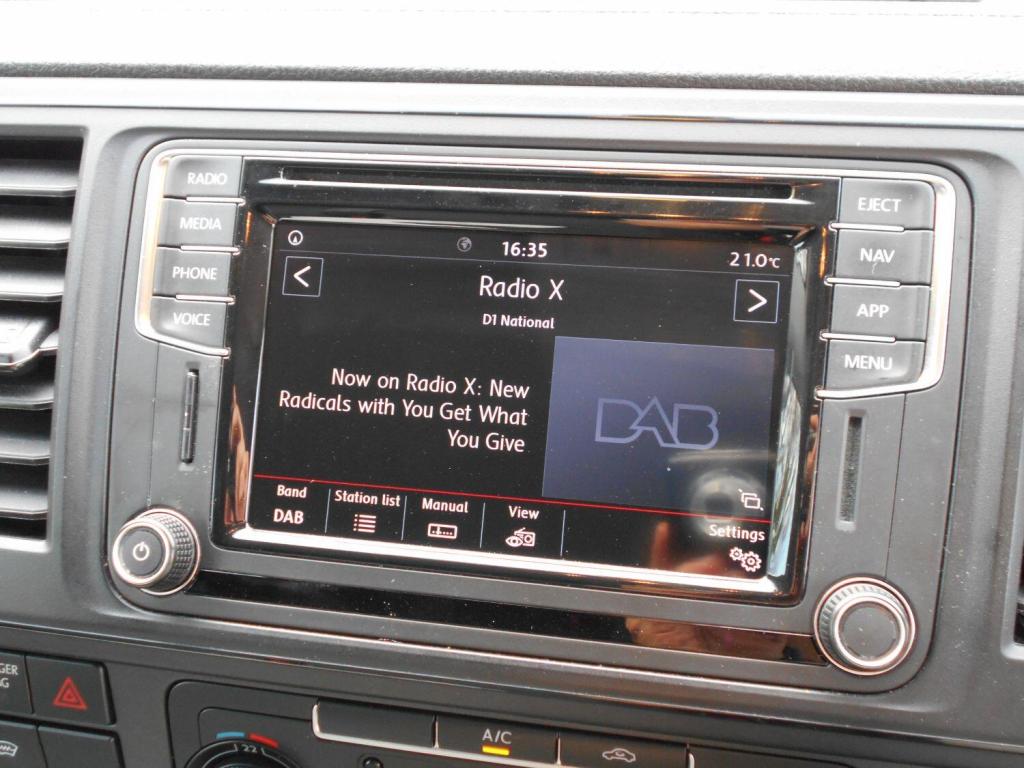 RADIO
MEDIA
PHONE
VOICE
EJECT
NAV
APP
MENU
16:35
21.0°C
<
Radio X
>
D1 National
Now on Radio X: New
Radicals with You Get What
You Give
DAB
Band
DAB
Station list
Manual
View
Settings
22
A/C